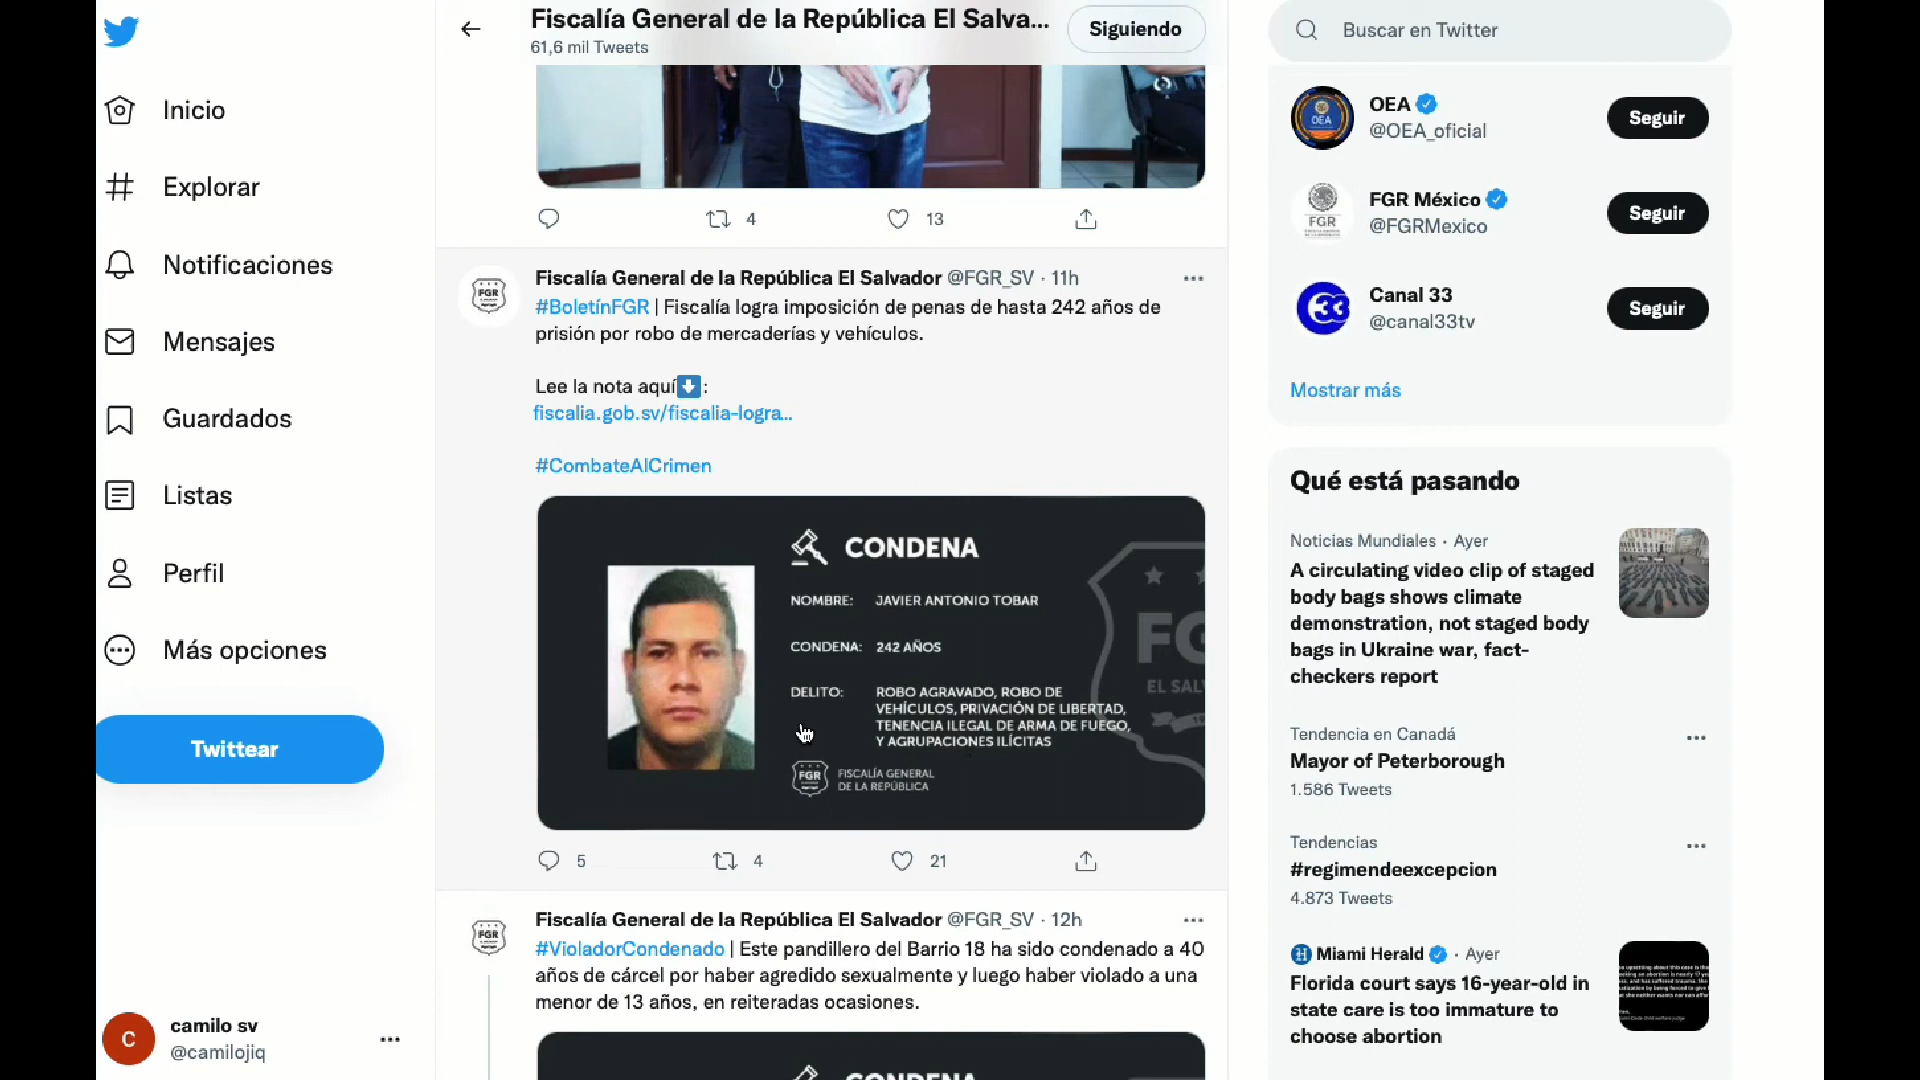 Inicio
Explorar
Notificaciones
Mensajes
Guardados
Listas
Perfil
Más opciones
Twittear
camilo sv
@camilojiq
Fiscalía General de la República El Salva...
61,6 mil Tweets
Siguiendo
4
13
FGR
Fiscalía General de la República El Salvador @FGR_SV · 11h
#BoletínFGR | Fiscalía logra imposición de penas de hasta 242 años de
prisión por robo de mercaderías y vehículos.
Lee la nota aquí⬇️:
fiscalia.gob.sv/fiscalia-logra...
#CombateAlCrimen
CONDENA
NOMBRE: JAVIER ANTONIO TOBAR
CONDENA: 242 AÑOS
DELITO: ROBO AGRAVADO, ROBO DE
VEHÍCULOS, PRIVACIÓN DE LIBERTAD,
TENENCIA ILEGAL DE ARMA DE FUEGO,
Y AGRUPACIONES ILÍCITAS
FGR FISCALÍA GENERAL
DE LA REPÚBLICA
FG
EL SAL
5
4
21
FGR
Fiscalía General de la República El Salvador @FGR_SV · 12h
#VioladorCondenado | Este pandillero del Barrio 18 ha sido condenado a 40
años de cárcel por haber agredido sexualmente y luego haber violado a una
menor de 13 años, en reiteradas ocasiones.
CONDENA
Buscar en Twitter
OEA
OEA
@OEA_oficial
Seguir
FGR
FGR México
@FGRMexico
Seguir
33
Canal 33
@canal33tv
Seguir
Mostrar más
Qué está pasando
Noticias Mundiales · Ayer
A circulating video clip of staged
body bags shows climate
demonstration, not staged body
bags in Ukraine war, fact-
checkers report
Tendencia en Canadá
Mayor of Peterborough
1.586 Tweets
Tendencias
#regimendeexcepcion
4.873 Tweets
Miami Herald · Ayer
Florida court says 16-year-old in
state care is too immature to
choose abortion